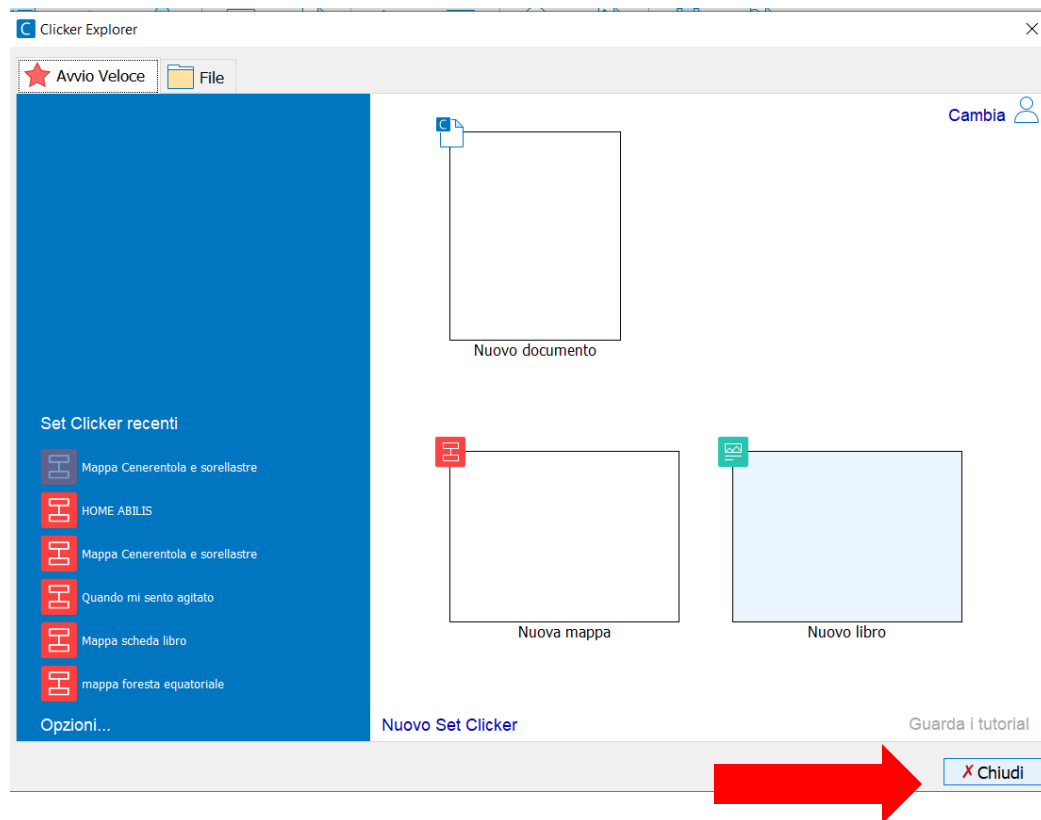 Clicker Explorer
Avvio Veloce
File
Cambia
Nuovo documento
Set Clicker recenti
Mappa Cenerentola e sorellastre
HOME ABILIS
Mappa Cenerentola e sorellastre
Quando mi sento agitato
Mappa scheda libro
mappa foresta equatoriale
Opzioni...
Nuova mappa
Nuovo libro
Nuovo Set Clicker
Guarda i tutorial
✗ Chiudi